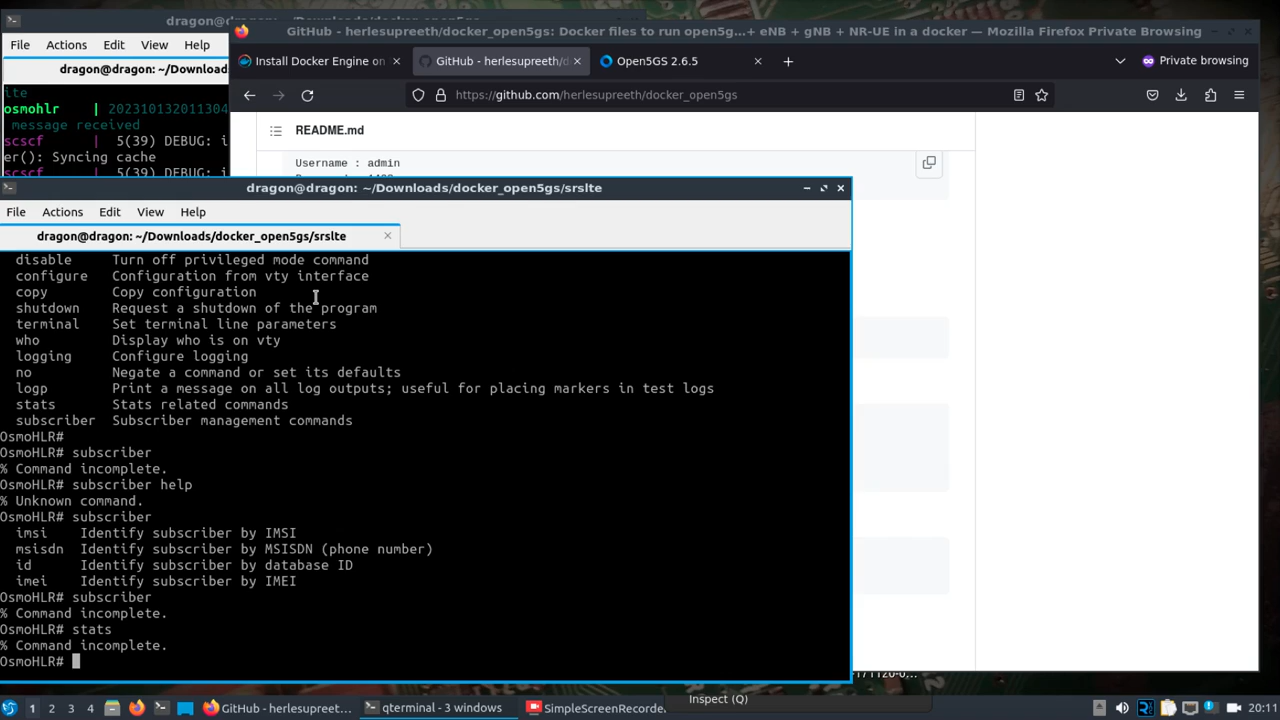 dragon@dragon: ~/Downloads/docker_open5gs
File Actions Edit View Help
dragon@dragon: ~/Download
ite
osmohlr | 20231013201130​4
message received
scscf | 5(39) DEBUG: i
er(): Syncing cache
scscf | 5(39) DEBUG: i
GitHub - herlesupreeth/docker_open5gs: Docker files to run open5g…+ eNB + gNB + NR-UE in a docker — Mozilla Firefox Private Browsing
Install Docker Engine on
GitHub - herlesupreeth/d
Open5GS 2.6.5
Private browsing
https://github.com/herlesupreeth/docker_open5gs
README.md
Username : admin
dragon@dragon: ~/Downloads/docker_open5gs/srslte
File Actions Edit View Help
dragon@dragon: ~/Downloads/docker_open5gs/srslte
disable Turn off privileged mode command
configure Configuration from vty interface
copy Copy configuration
shutdown Request a shutdown of the program
terminal Set terminal line parameters
who Display who is on vty
logging Configure logging
no Negate a command or set its defaults
logp Print a message on all log outputs; useful for placing markers in test logs
stats Stats related commands
subscriber Subscriber management commands
OsmoHLR#
OsmoHLR# subscriber
% Command incomplete.
OsmoHLR# subscriber help
% Unknown command.
OsmoHLR# subscriber
imsi Identify subscriber by IMSI
msisdn Identify subscriber by MSISDN (phone number)
id Identify subscriber by database ID
imei Identify subscriber by IMEI
OsmoHLR# subscriber
% Command incomplete.
OsmoHLR# stats
% Command incomplete.
OsmoHLR#
Inspect (Q)
1 2 3 4
GitHub - herlesupreet…
qterminal - 3 windows
SimpleScreenRecorde
20:11